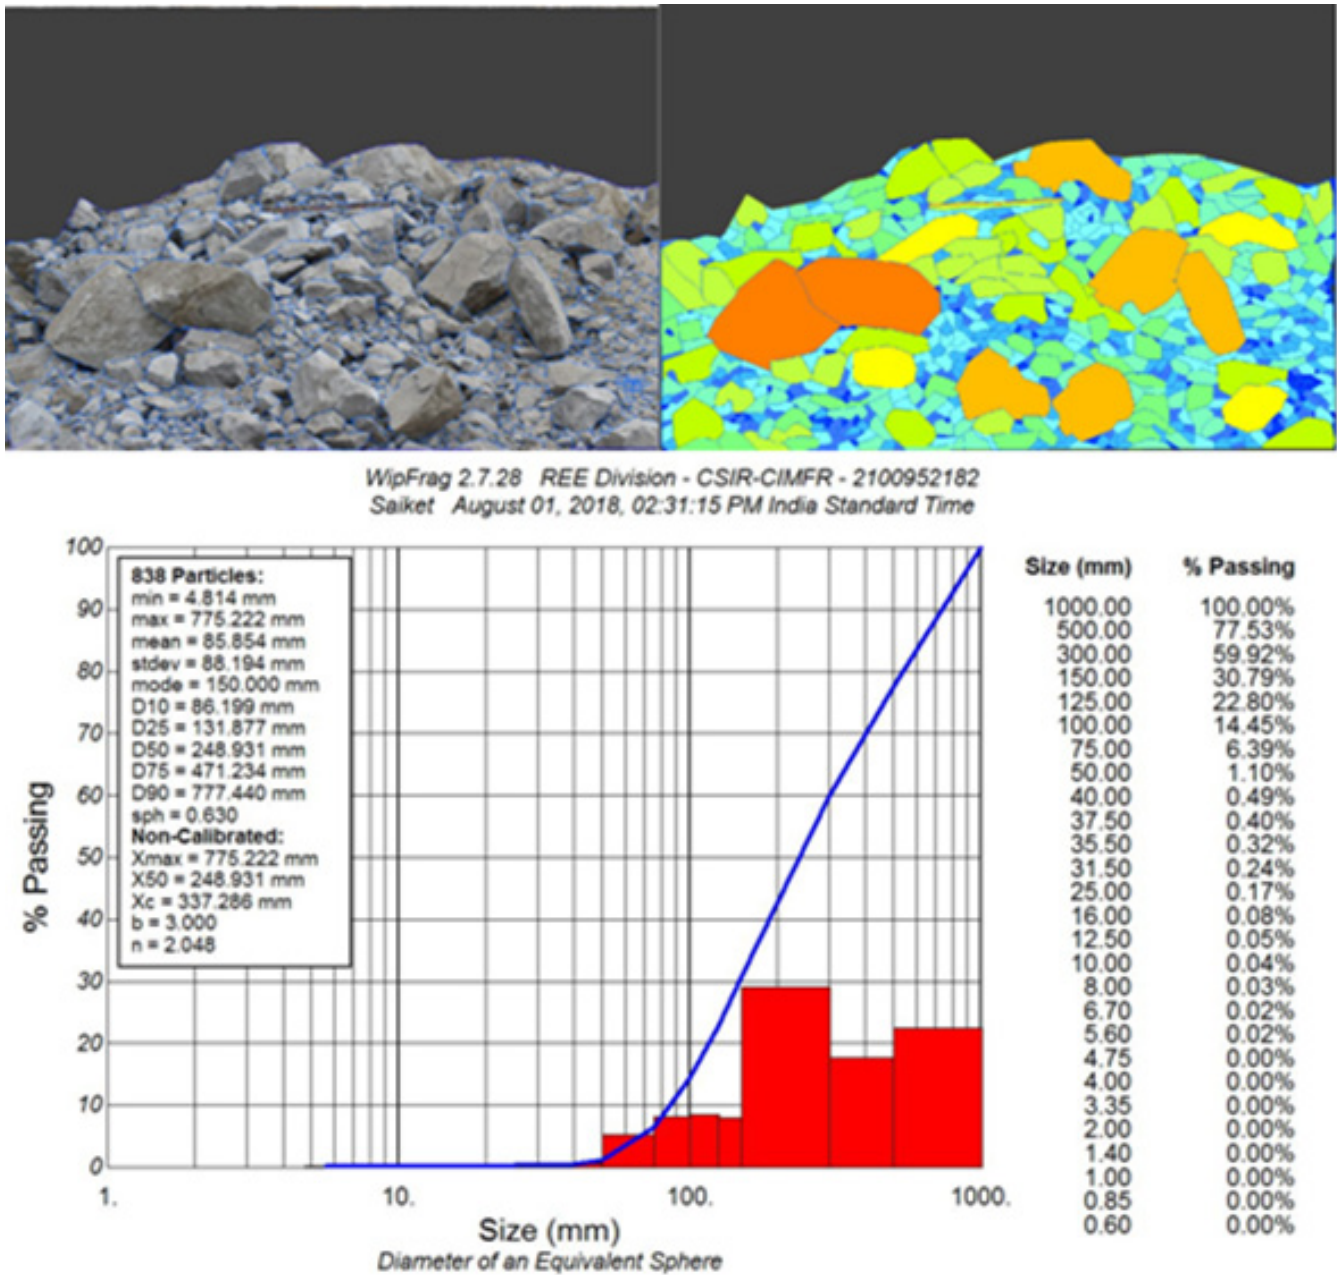 WipFrag 2.7.28 REE Division - CSIR-CIMFR - 2100952182
Saiket August 01, 2018, 02:31:15 PM India Standard Time
100
90
80
70
60
50
40
30
20
10
0
% Passing
838 Particles:
min = 4.814 mm
max = 775.222 mm
mean = 85.854 mm
stdev = 88.194 mm
mode = 150.000 mm
D10 = 86.199 mm
D25 = 131.877 mm
D50 = 248.931 mm
D75 = 471.234 mm
D90 = 777.440 mm
sph = 0.630
Non-Calibrated:
Xmax = 775.222 mm
X50 = 248.931 mm
Xc = 337.286 mm
b = 3.000
n = 2.048
1. 10. 100. 1000.
Size (mm)
Diameter of an Equivalent Sphere
Size (mm) % Passing
1000.00 100.00%
500.00 77.53%
300.00 59.92%
150.00 30.79%
125.00 22.80%
100.00 14.45%
75.00 6.39%
50.00 1.10%
40.00 0.49%
37.50 0.40%
35.50 0.32%
31.50 0.24%
25.00 0.17%
16.00 0.08%
12.50 0.05%
10.00 0.04%
8.00 0.03%
6.70 0.02%
5.60 0.02%
4.75 0.00%
4.00 0.00%
3.35 0.00%
2.00 0.00%
1.40 0.00%
1.00 0.00%
0.85 0.00%
0.60 0.00%